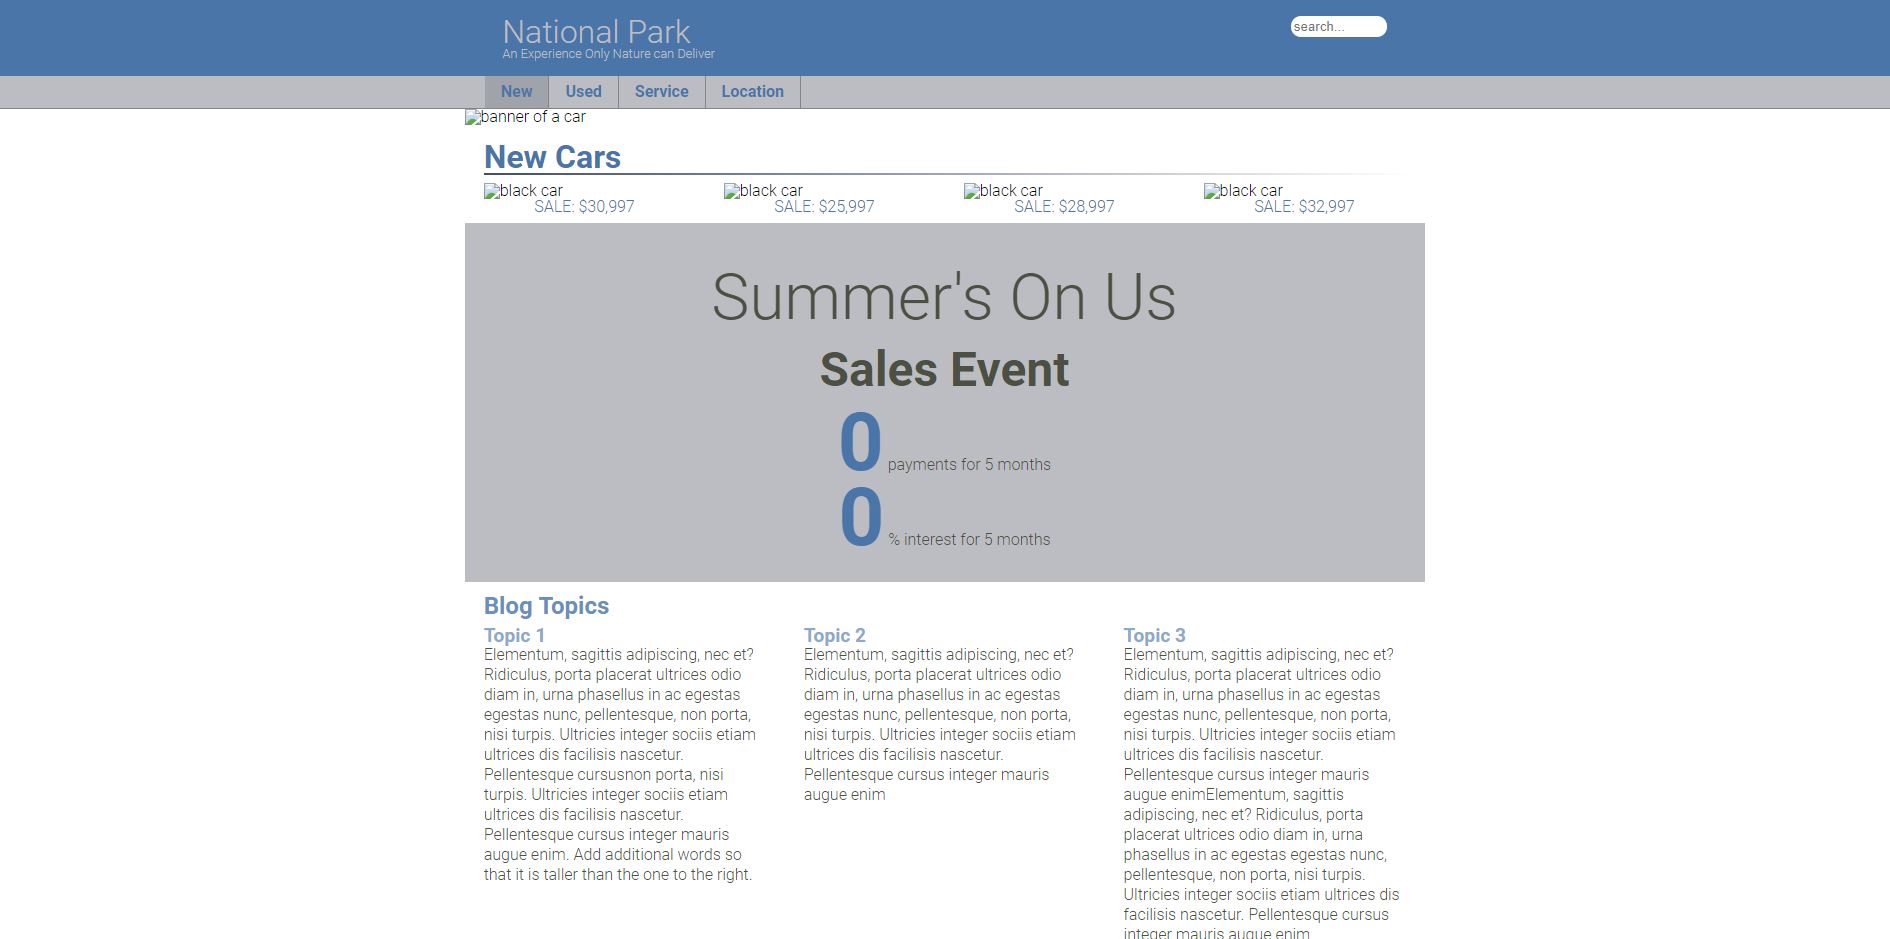 National Park
An Experience Only Nature can Deliver
search...
New Used Service Location
banner of a car
New Cars
black car black car black car black car
SALE: $30,997 SALE: $25,997 SALE: $28,997 SALE: $32,997
Summer's On Us
Sales Event
0 payments for 5 months
0 % interest for 5 months
Blog Topics
Topic 1
Elementum, sagittis adipiscing, nec et?
Ridiculus, porta placerat ultrices odio
diam in, urna phasellus in ac egestas
egestas nunc, pellentesque, non porta,
nisi turpis. Ultricies integer sociis etiam
ultrices dis facilisis nascetur.
Pellentesque cursusnon porta, nisi
turpis. Ultricies integer sociis etiam
ultrices dis facilisis nascetur.
Pellentesque cursus integer mauris
augue enim. Add additional words so
that it is taller than the one to the right.
Topic 2
Elementum, sagittis adipiscing, nec et?
Ridiculus, porta placerat ultrices odio
diam in, urna phasellus in ac egestas
egestas nunc, pellentesque, non porta,
nisi turpis. Ultricies integer sociis etiam
ultrices dis facilisis nascetur.
Pellentesque cursus integer mauris
augue enim
Topic 3
Elementum, sagittis adipiscing, nec et?
Ridiculus, porta placerat ultrices odio
diam in, urna phasellus in ac egestas
egestas nunc, pellentesque, non porta,
nisi turpis. Ultricies integer sociis etiam
ultrices dis facilisis nascetur.
Pellentesque cursus integer mauris
augue enimElementum, sagittis
adipiscing, nec et? Ridiculus, porta
placerat ultrices odio diam in, urna
phasellus in ac egestas egestas nunc,
pellentesque, non porta, nisi turpis.
Ultricies integer sociis etiam ultrices dis
facilisis nascetur. Pellentesque cursus
integer mauris augue enim